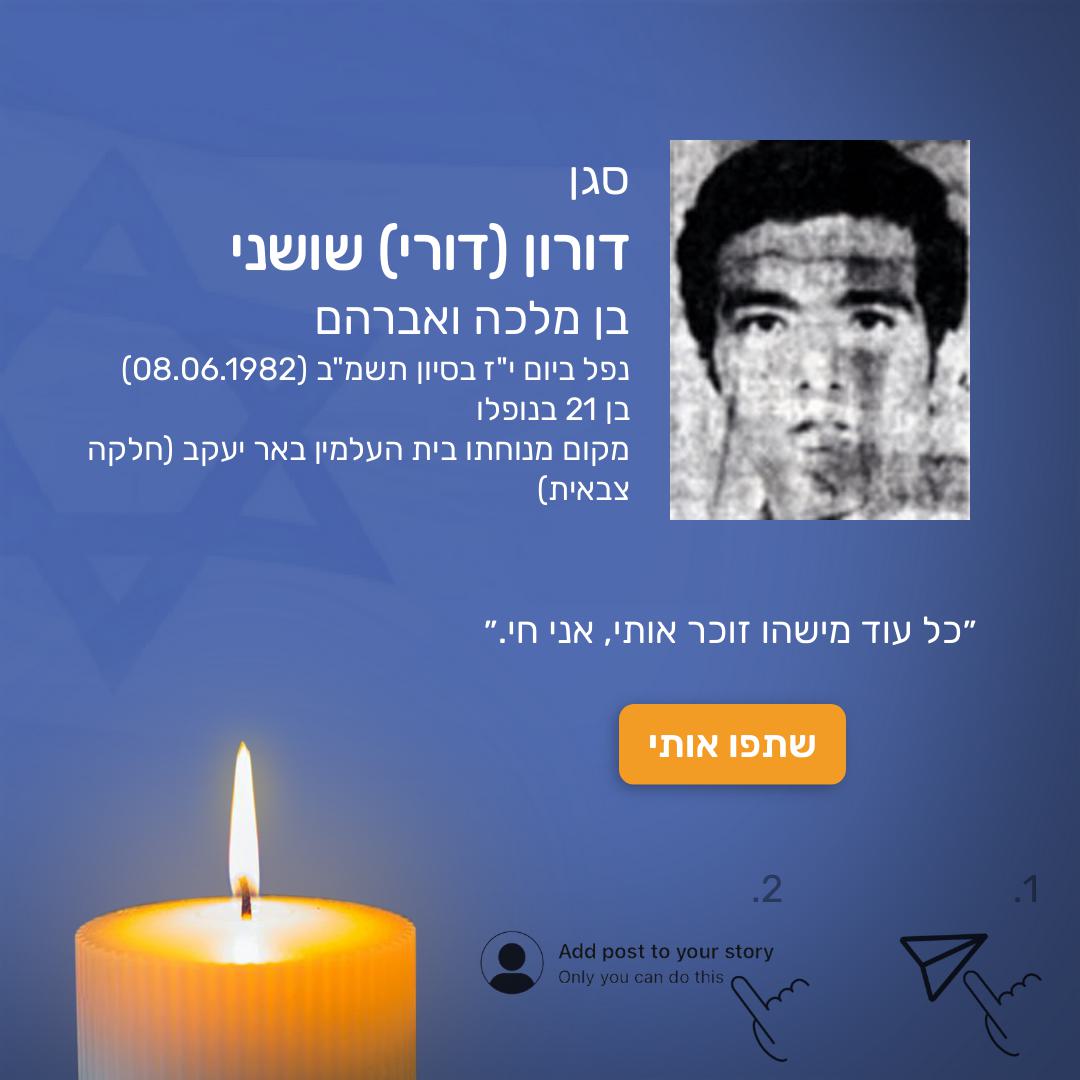 סגן
דורון (דורי) שושני
בן מלכה ואברהם
נפל ביום י"ז בסיון תשמ"ב (08.06.1982)
בן 21 בנופלו
מקום מנוחתו בית העלמין באר יעקב (חלקה
צבאית)
״כל עוד מישהו זוכר אותי, אני חי.״
שתפו אותי
1.
2.
Add post to your story
Only you can do this